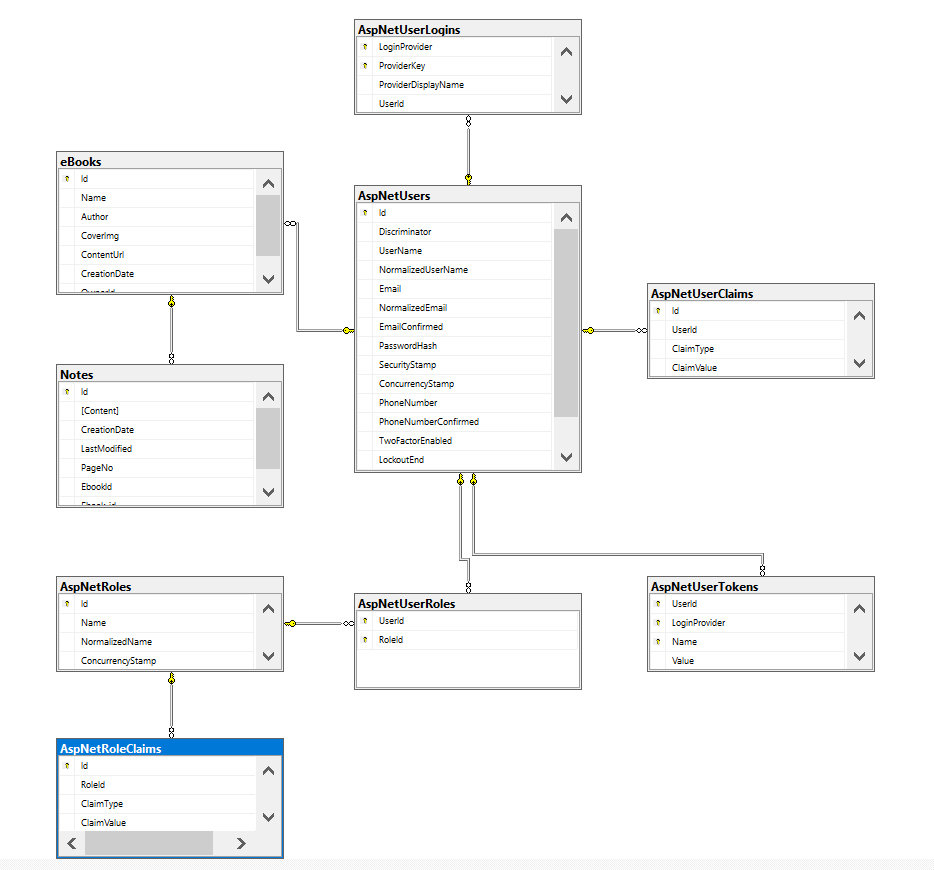 AspNetUserLogins
LoginProvider
ProviderKey
ProviderDisplayName
UserId
eBooks
Id
Name
Author
CoverImg
ContentUrl
CreationDate
OwnerId
AspNetUsers
Id
Discriminator
UserName
NormalizedUserName
Email
NormalizedEmail
EmailConfirmed
PasswordHash
SecurityStamp
ConcurrencyStamp
PhoneNumber
PhoneNumberConfirmed
TwoFactorEnabled
LockoutEnd
AspNetUserClaims
Id
UserId
ClaimType
ClaimValue
Notes
Id
[Content]
CreationDate
LastModified
PageNo
EbookId
AspNetRoles
Id
Name
NormalizedName
ConcurrencyStamp
AspNetUserRoles
UserId
RoleId
AspNetUserTokens
UserId
LoginProvider
Name
Value
AspNetRoleClaims
Id
RoleId
ClaimType
ClaimValue